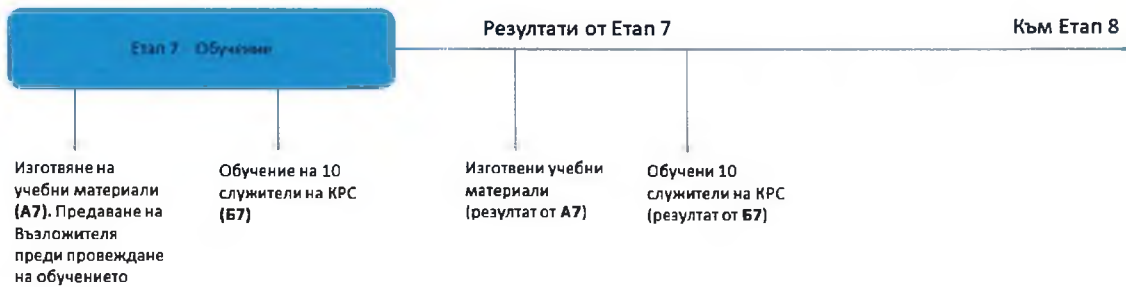 Етап 7 Обучение
Резултати от Етап 7
Към Етап 8
Изготвяне на
учебни материали
(А7). Предаване на
Възложителя
преди провеждане
на обучението
Обучение на 10
служители на КРС
(Б7)
Изготвени учебни
материали
(резултат от А7)
Обучени 10
служители на КРС
(резултат от Б7)